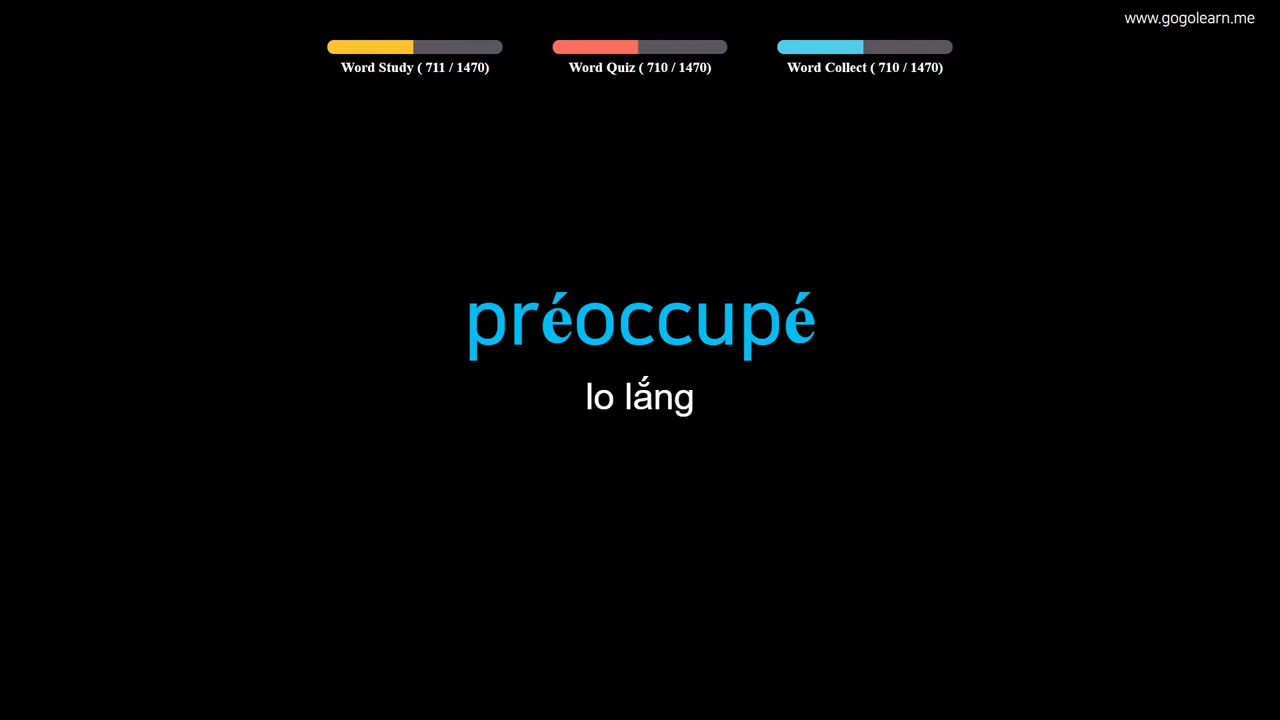 www.gogolearn.me
Word Study ( 711 / 1470)
Word Quiz ( 710 / 1470)
Word Collect ( 710 / 1470)
préoccupé
lo lắng